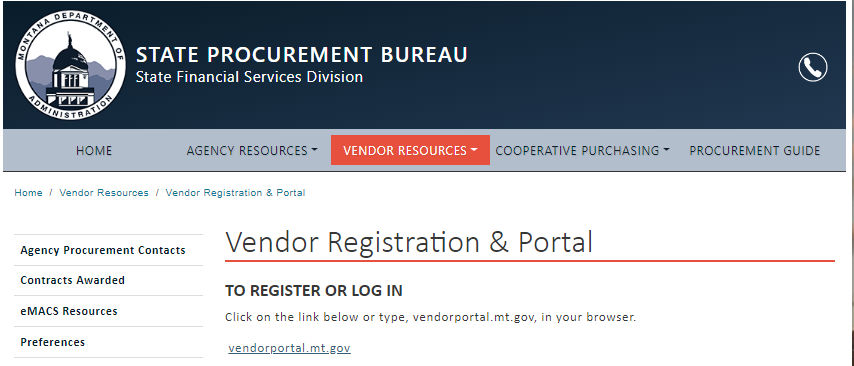 MONTANA DEPARTMENT OF
ADMINISTRATION
STATE PROCUREMENT BUREAU
State Financial Services Division
HOME AGENCY RESOURCES VENDOR RESOURCES COOPERATIVE PURCHASING PROCUREMENT GUIDE
Home / Vendor Resources / Vendor Registration & Portal
Agency Procurement Contacts
Contracts Awarded
eMACS Resources
Preferences
Vendor Registration & Portal
TO REGISTER OR LOG IN
Click on the link below or type, vendorportal.mt.gov, in your browser.
vendorportal.mt.gov